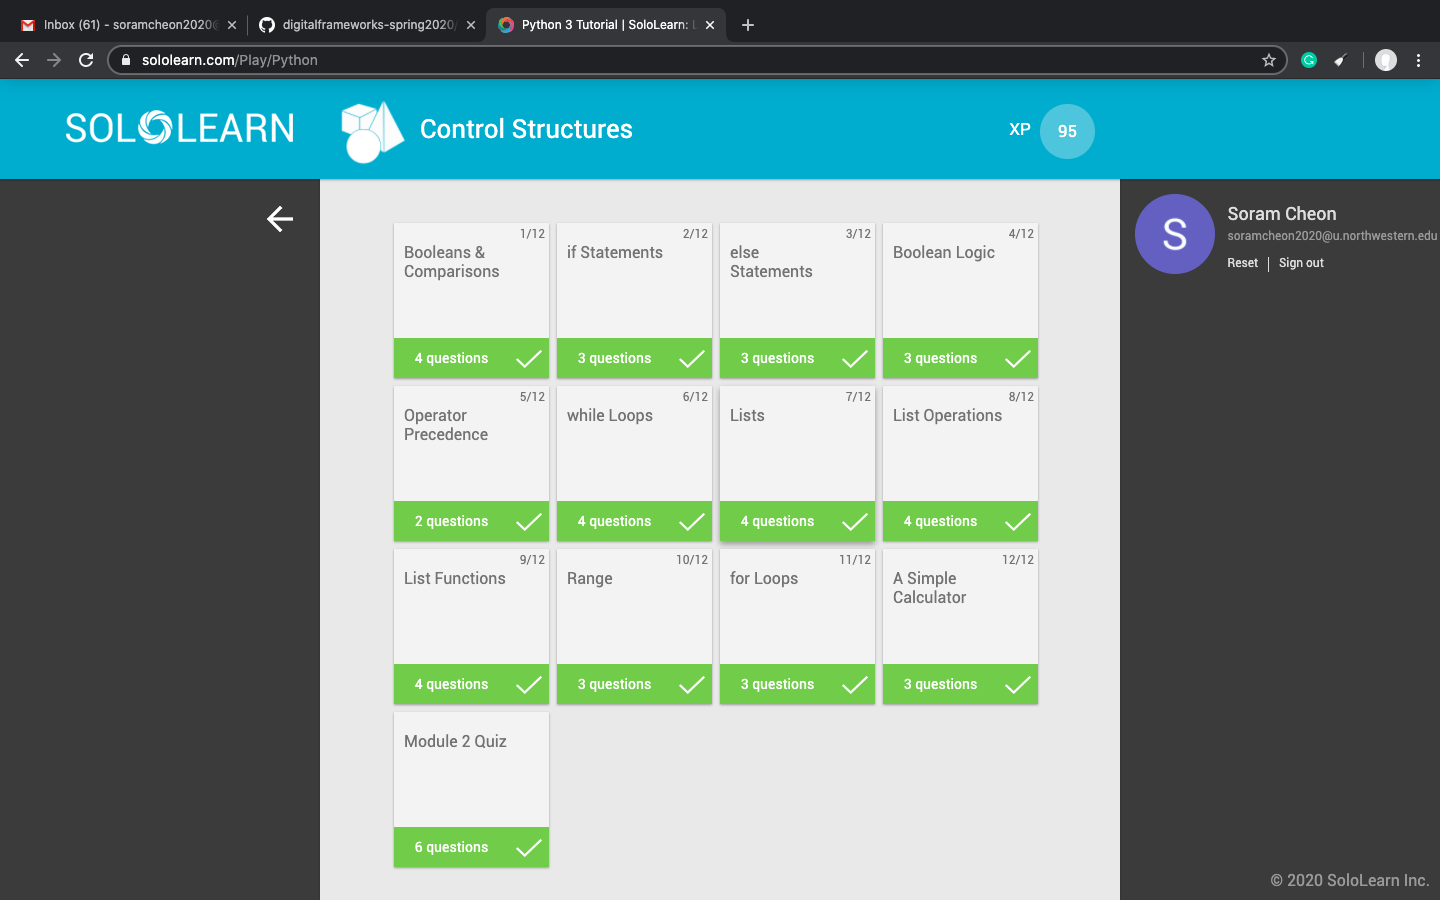 Inbox (61) - soramcheon2020@
digitalframeworks-spring2020/
Python 3 Tutorial | SoloLearn: L
sololearn.com/Play/Python
SOLOLEARN
Control Structures
XP
95
Soram Cheon
soramcheon2020@u.northwestern.edu
Reset | Sign out
1/12
Booleans &
Comparisons
4 questions
2/12
if Statements
3 questions
3/12
else
Statements
3 questions
4/12
Boolean Logic
3 questions
5/12
Operator
Precedence
2 questions
6/12
while Loops
4 questions
7/12
Lists
4 questions
8/12
List Operations
4 questions
9/12
List Functions
4 questions
10/12
Range
3 questions
11/12
for Loops
3 questions
12/12
A Simple
Calculator
3 questions
Module 2 Quiz
6 questions
S
© 2020 SoloLearn Inc.